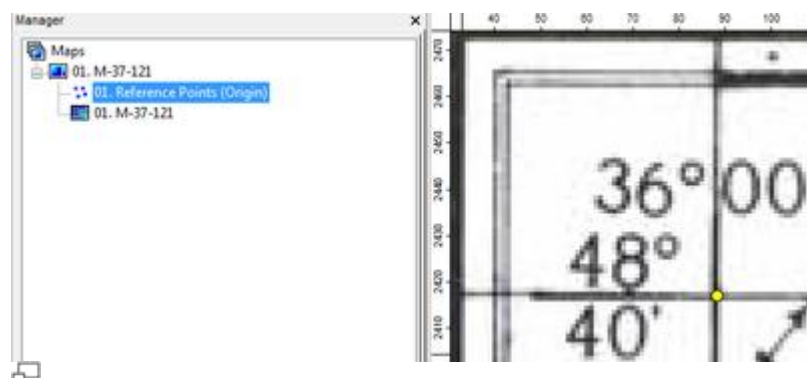 Manager
Maps
01. M-37-121
01. Reference Points (Origin)
01. M-37-121
40 50 60 70 80 90 100
2470
2460
2450
2440
2430
2420
2410
36° 00
48°
40'